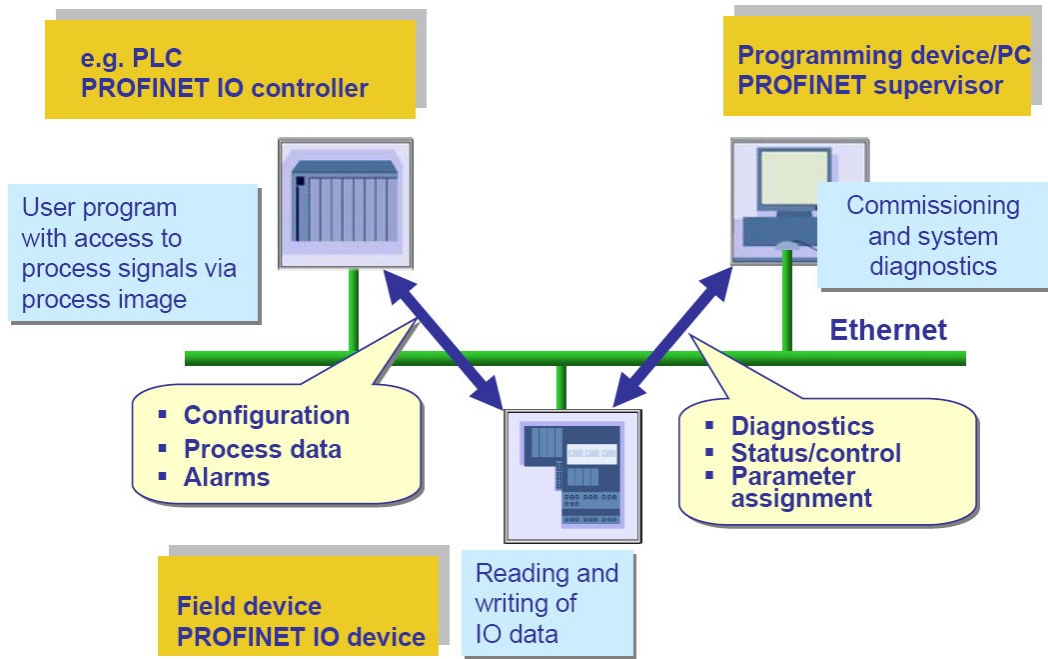 e.g. PLC
PROFINET IO controller
Programming device/PC
PROFINET supervisor
User program
with access to
process signals via
process image
Commissioning
and system
diagnostics
Ethernet
▪ Configuration
▪ Process data
▪ Alarms
▪ Diagnostics
▪ Status/control
▪ Parameter
assignment
Field device
PROFINET IO device
Reading and
writing of
IO data